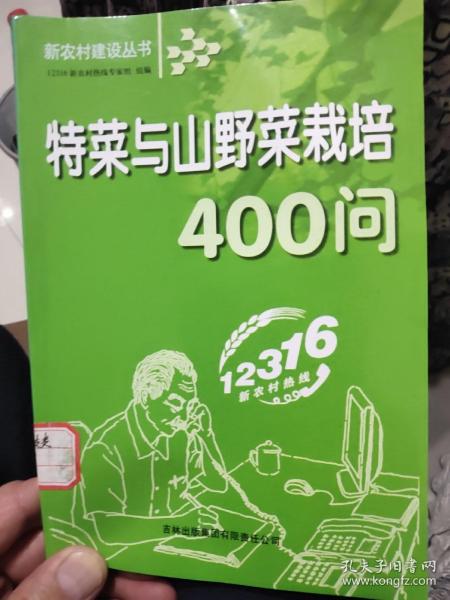 新农村建设丛书
12316新农村热线专家组 组编
特菜与山野菜栽培
400问
12316
新农村热线
吉林出版集团有限责任公司
孔夫子旧书网
www.kongfz.com